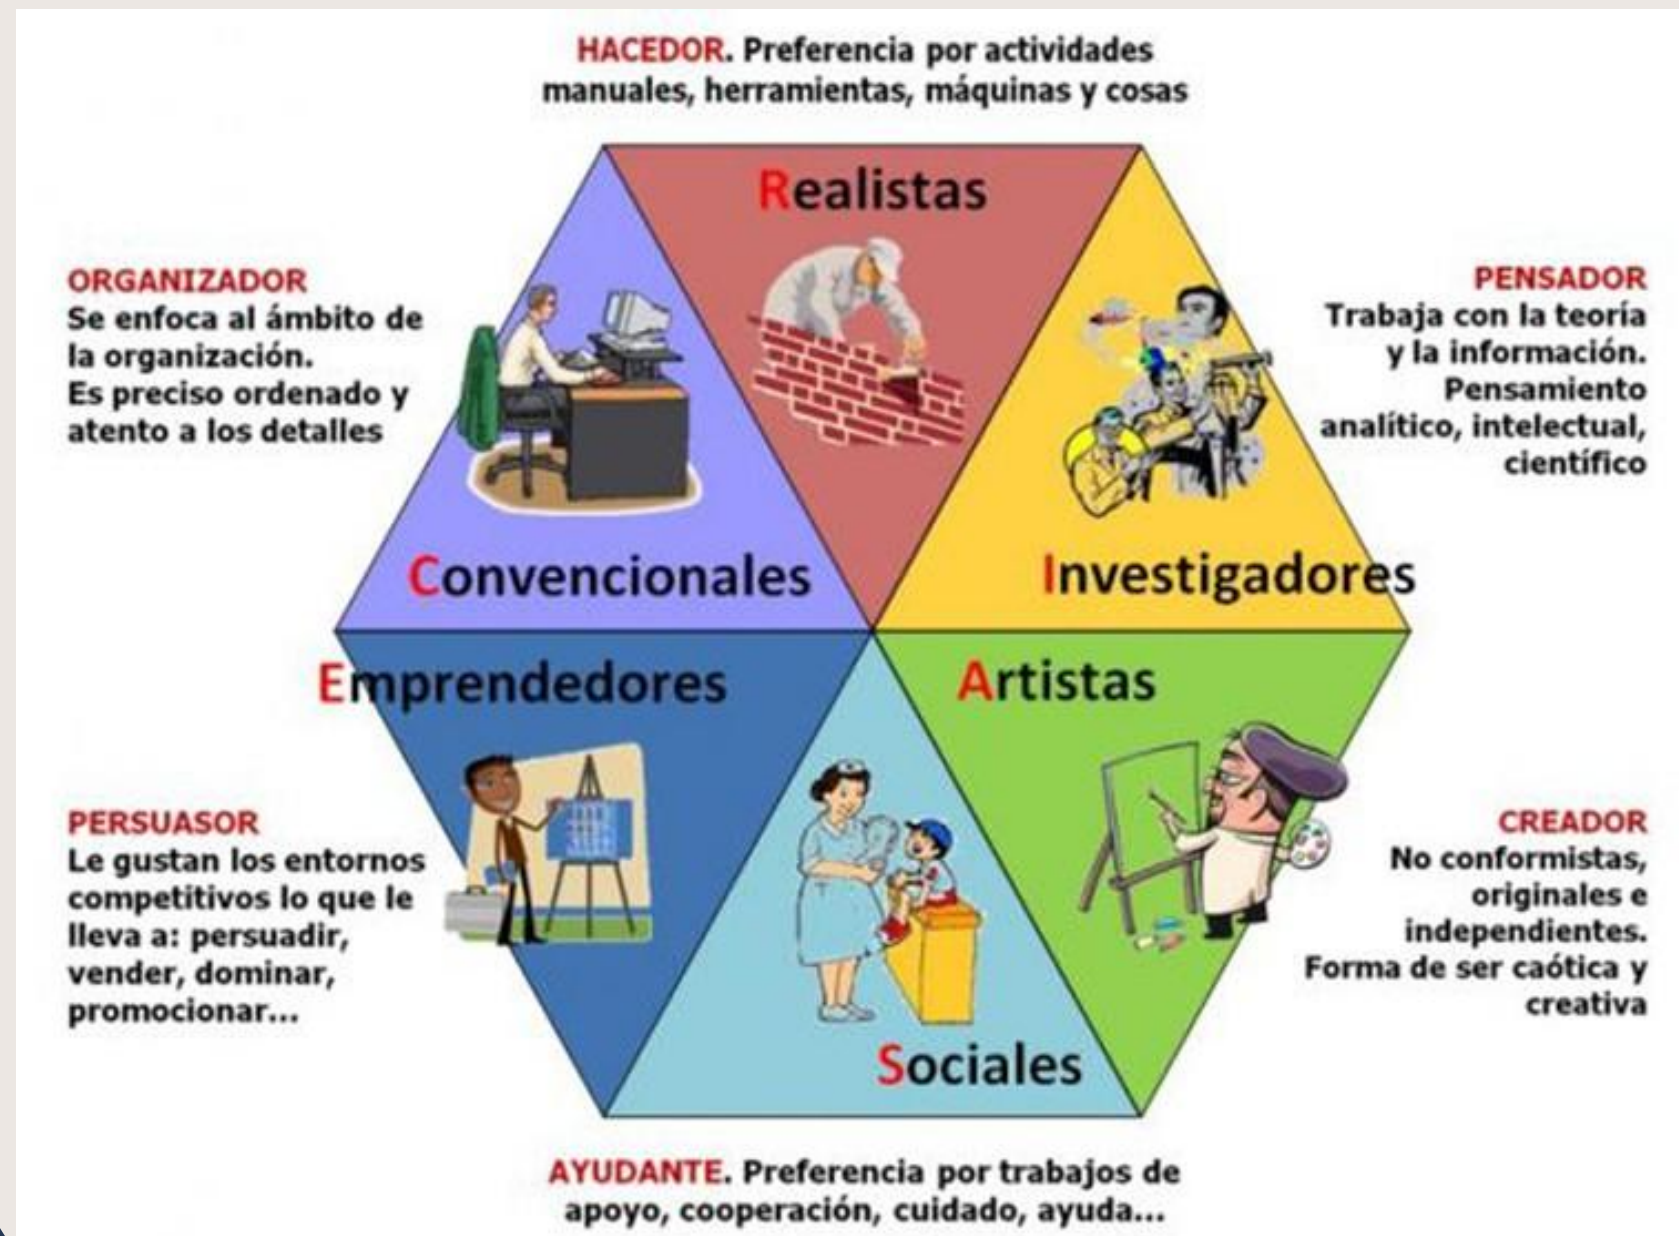 HACEDOR. Preferencia por actividades
manuales, herramientas, máquinas y cosas
Realistas
ORGANIZADOR
Se enfoca al ámbito de
la organización.
Es preciso ordenado y
atento a los detalles
PENSADOR
Trabaja con la teoría
y la información.
Pensamiento
analítico, intelectual,
científico
Convencionales
Investigadores
Emprendedores
Artistas
PERSUASOR
Le gustan los entornos
competitivos lo que le
lleva a: persuadir,
vender, dominar,
promocionar...
CREADOR
No conformistas,
originales e
independientes.
Forma de ser caótica y
creativa
Sociales
AYUDANTE. Preferencia por trabajos de
apoyo, cooperación, cuidado, ayuda...